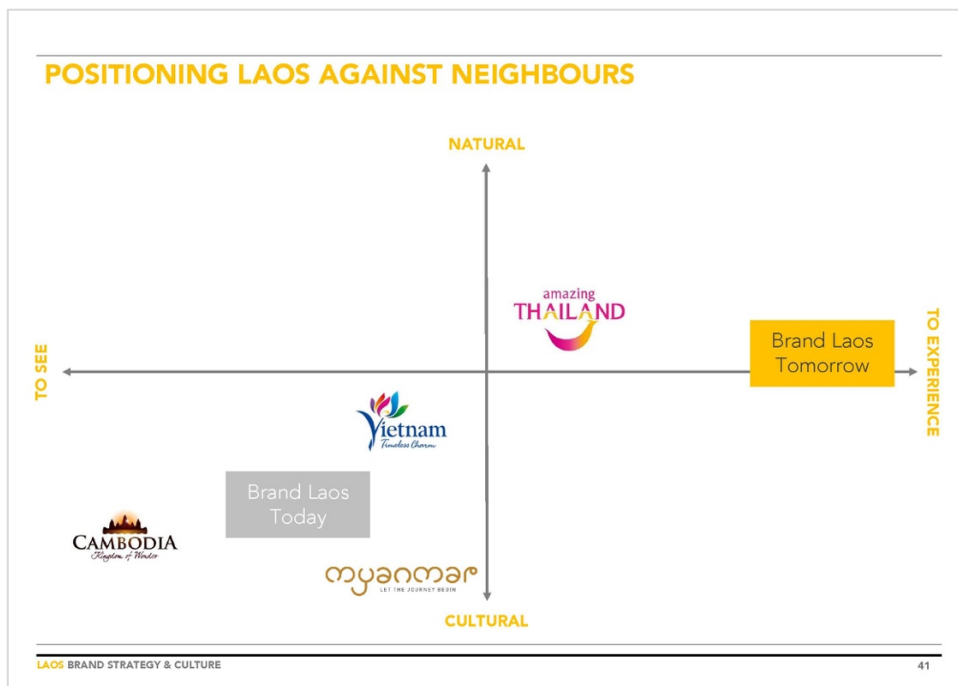 POSITIONING LAOS AGAINST NEIGHBOURS
NATURAL
amazing
THAILAND
Brand Laos
Tomorrow
TO SEE
TO EXPERIENCE
Vietnam
Timeless Charm
Brand Laos
Today
CAMBODIA
Kingdom of Wonder
myanmar
LET THE JOURNEY BEGIN
CULTURAL
LAOS BRAND STRATEGY & CULTURE
41